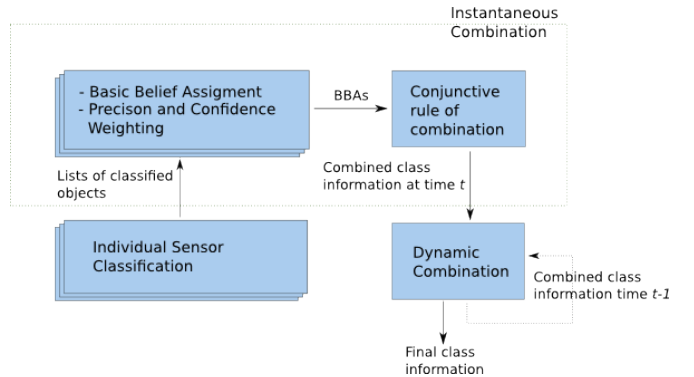 Instantaneous
Combination
- Basic Belief Assigment
- Precison and Confidence
Weighting
BBAs
Conjunctive
rule of
combination
Lists of classified
objects
Combined class
information at time t
Individual Sensor
Classification
Dynamic
Combination
Combined class
information time t-1
Final class
information